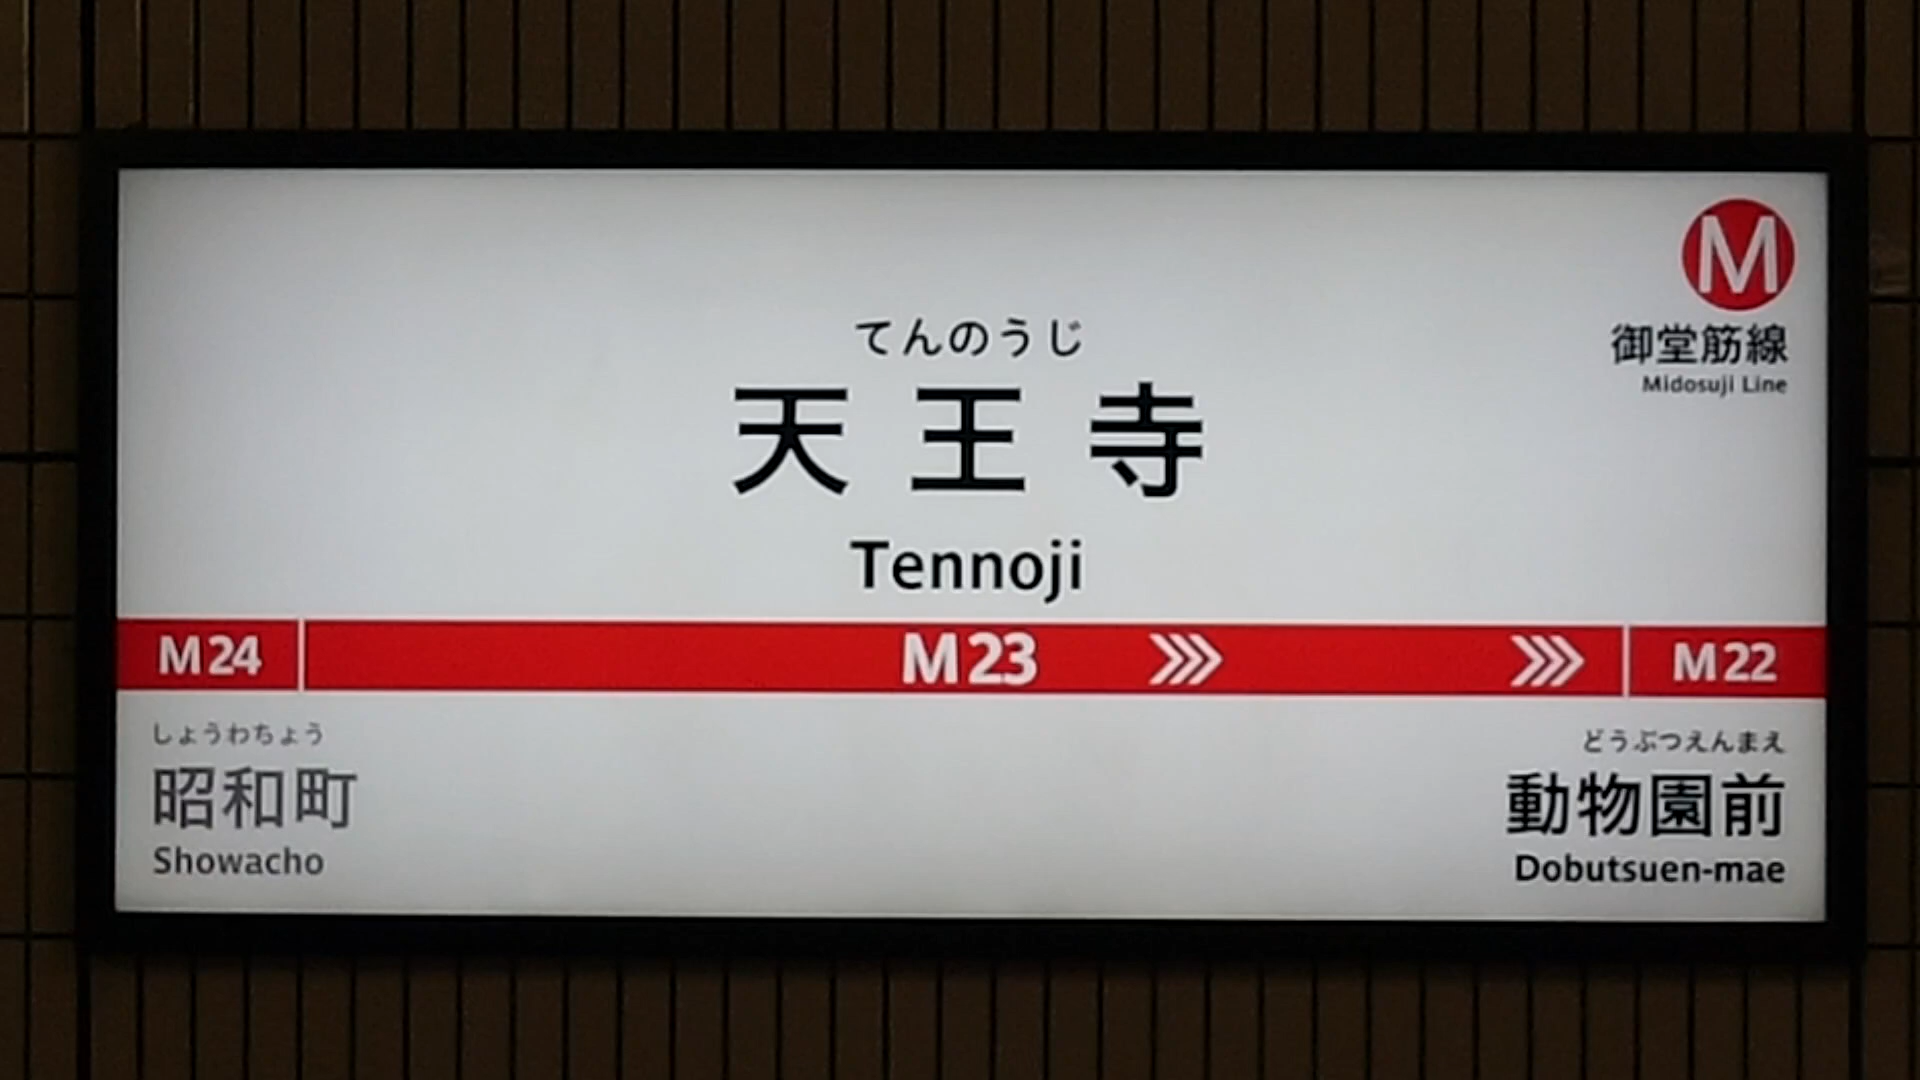 M
御堂筋線
Midosuji Line
てんのうじ
天王寺
Tennoji
M24
M23
M22
しょうわちょう
昭和町
Showacho
どうぶつえんまえ
動物園前
Dobutsuen-mae